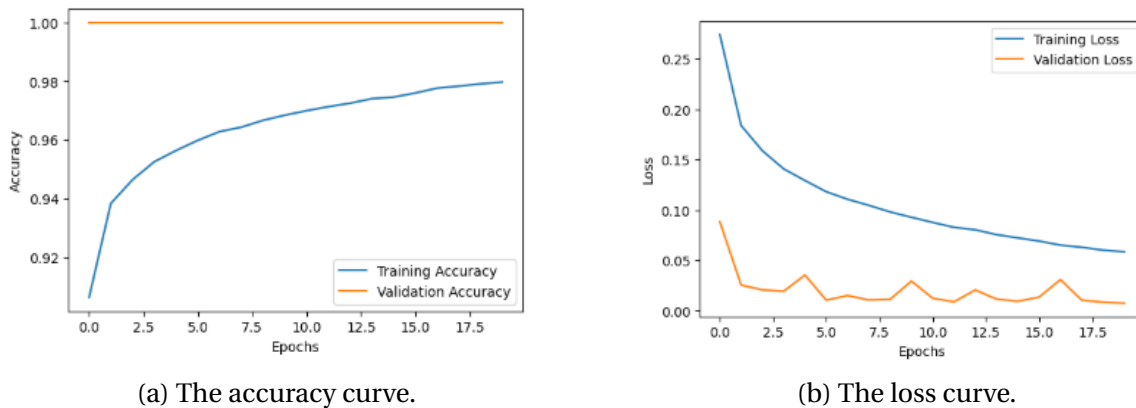 1.00
0.98
0.96
0.94
0.92
Accuracy
Training Accuracy
Validation Accuracy
0.0 2.5 5.0 7.5 10.0 12.5 15.0 17.5
Epochs
(a) The accuracy curve.
0.25
0.20
0.15
0.10
0.05
0.00
Loss
Training Loss
Validation Loss
0.0 2.5 5.0 7.5 10.0 12.5 15.0 17.5
Epochs
(b) The loss curve.